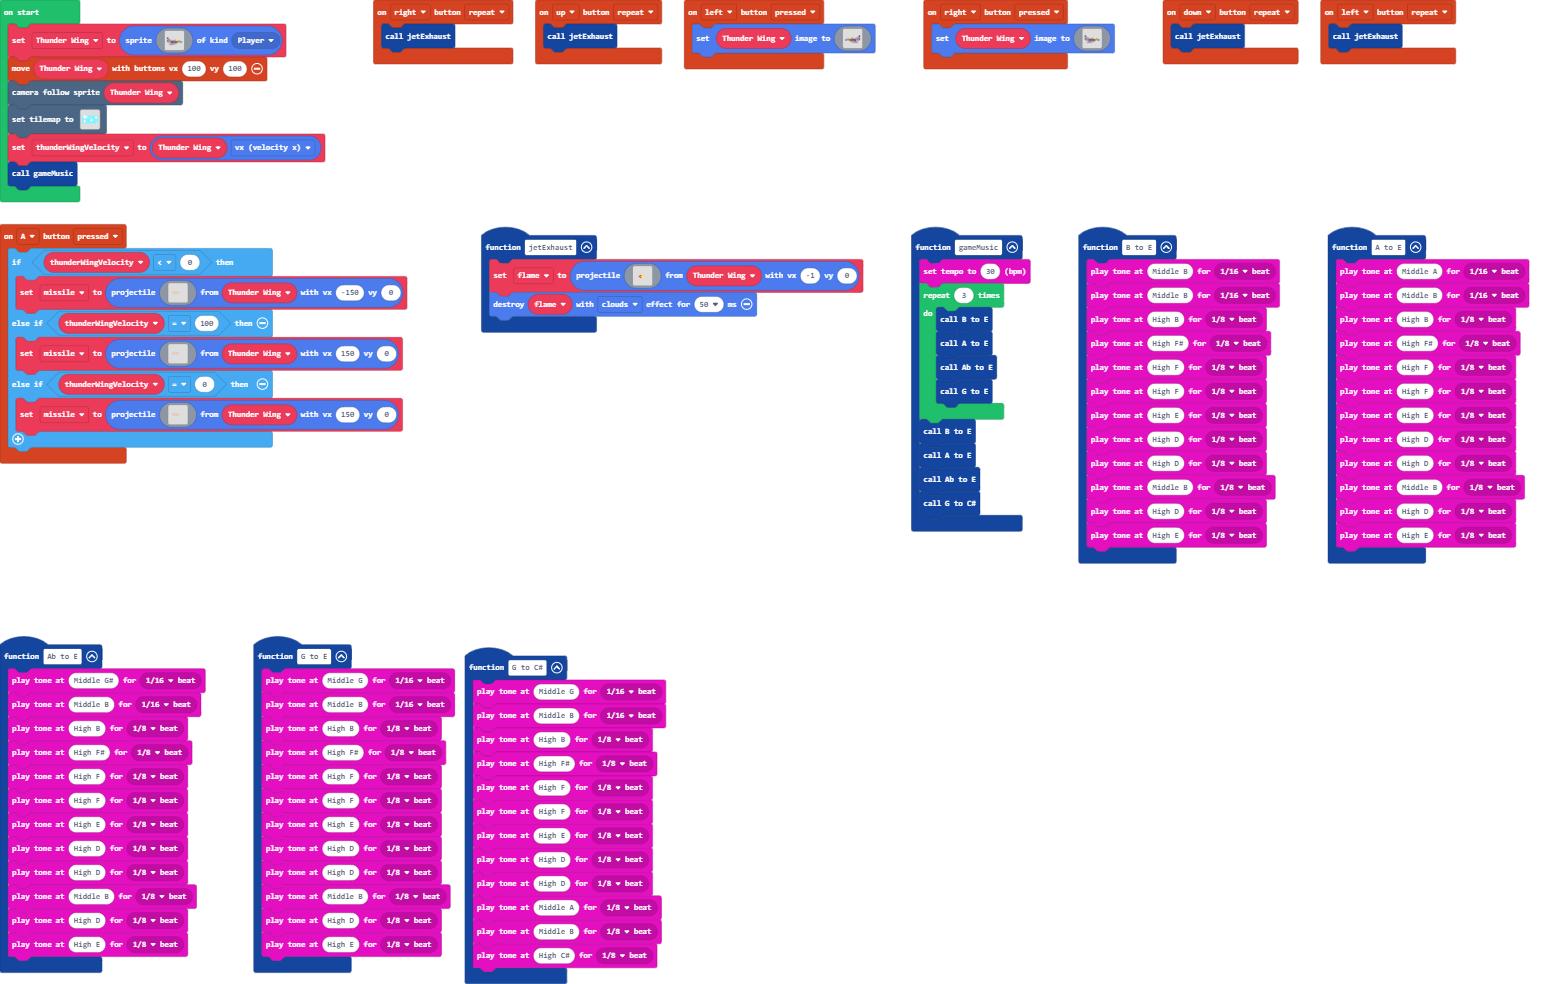 on start
set Thunder Wing to sprite of kind Player
move Thunder Wing with buttons vx 100 vy 100
camera follow sprite Thunder Wing
set tilemap to
set thunderWingVelocity to Thunder Wing vx (velocity x)
call gameMusic
on right button repeat
call jetExhaust
on up button repeat
call jetExhaust
on left button pressed
set Thunder Wing image to
on right button pressed
set Thunder Wing image to
on down button repeat
call jetExhaust
on left button repeat
call jetExhaust
on A button pressed
if thunderWingVelocity < 0 then
set missile to projectile from Thunder Wing with vx -150 vy 0
else if thunderWingVelocity = 100 then
set missile to projectile from Thunder Wing with vx 150 vy 0
else if thunderWingVelocity = 0 then
set missile to projectile from Thunder Wing with vx 150 vy 0
function jetExhaust
set flame to projectile from Thunder Wing with vx -1 vy 0
destroy flame with clouds effect for 50 ms
function gameMusic
set tempo to 30 (bpm)
repeat 3 times
do
call B to E
call A to E
call Ab to E
call G to E
call B to E
call A to E
call Ab to E
call G to C#
function B to E
play tone at Middle B for 1/16 beat
play tone at Middle B for 1/16 beat
play tone at High B for 1/8 beat
play tone at High F# for 1/8 beat
play tone at High F for 1/8 beat
play tone at High F for 1/8 beat
play tone at High E for 1/8 beat
play tone at High D for 1/8 beat
play tone at High D for 1/8 beat
play tone at Middle B for 1/8 beat
play tone at High D for 1/8 beat
play tone at High E for 1/8 beat
function A to E
play tone at Middle A for 1/16 beat
play tone at Middle B for 1/16 beat
play tone at High B for 1/8 beat
play tone at High F# for 1/8 beat
play tone at High F for 1/8 beat
play tone at High F for 1/8 beat
play tone at High E for 1/8 beat
play tone at High D for 1/8 beat
play tone at High D for 1/8 beat
play tone at Middle B for 1/8 beat
play tone at High D for 1/8 beat
play tone at High E for 1/8 beat
function Ab to E
play tone at Middle G# for 1/16 beat
play tone at Middle B for 1/16 beat
play tone at High B for 1/8 beat
play tone at High F# for 1/8 beat
play tone at High F for 1/8 beat
play tone at High F for 1/8 beat
play tone at High E for 1/8 beat
play tone at High D for 1/8 beat
play tone at High D for 1/8 beat
play tone at Middle B for 1/8 beat
play tone at High D for 1/8 beat
play tone at High E for 1/8 beat
function G to E
play tone at Middle G for 1/16 beat
play tone at Middle B for 1/16 beat
play tone at High B for 1/8 beat
play tone at High F# for 1/8 beat
play tone at High F for 1/8 beat
play tone at High F for 1/8 beat
play tone at High E for 1/8 beat
play tone at High D for 1/8 beat
play tone at High D for 1/8 beat
play tone at Middle B for 1/8 beat
play tone at High D for 1/8 beat
play tone at High E for 1/8 beat
function G to C#
play tone at Middle G for 1/16 beat
play tone at Middle B for 1/16 beat
play tone at High B for 1/8 beat
play tone at High F# for 1/8 beat
play tone at High F for 1/8 beat
play tone at High F for 1/8 beat
play tone at High E for 1/8 beat
play tone at High D for 1/8 beat
play tone at High D for 1/8 beat
play tone at Middle A for 1/8 beat
play tone at Middle B for 1/8 beat
play tone at High C# for 1/8 beat